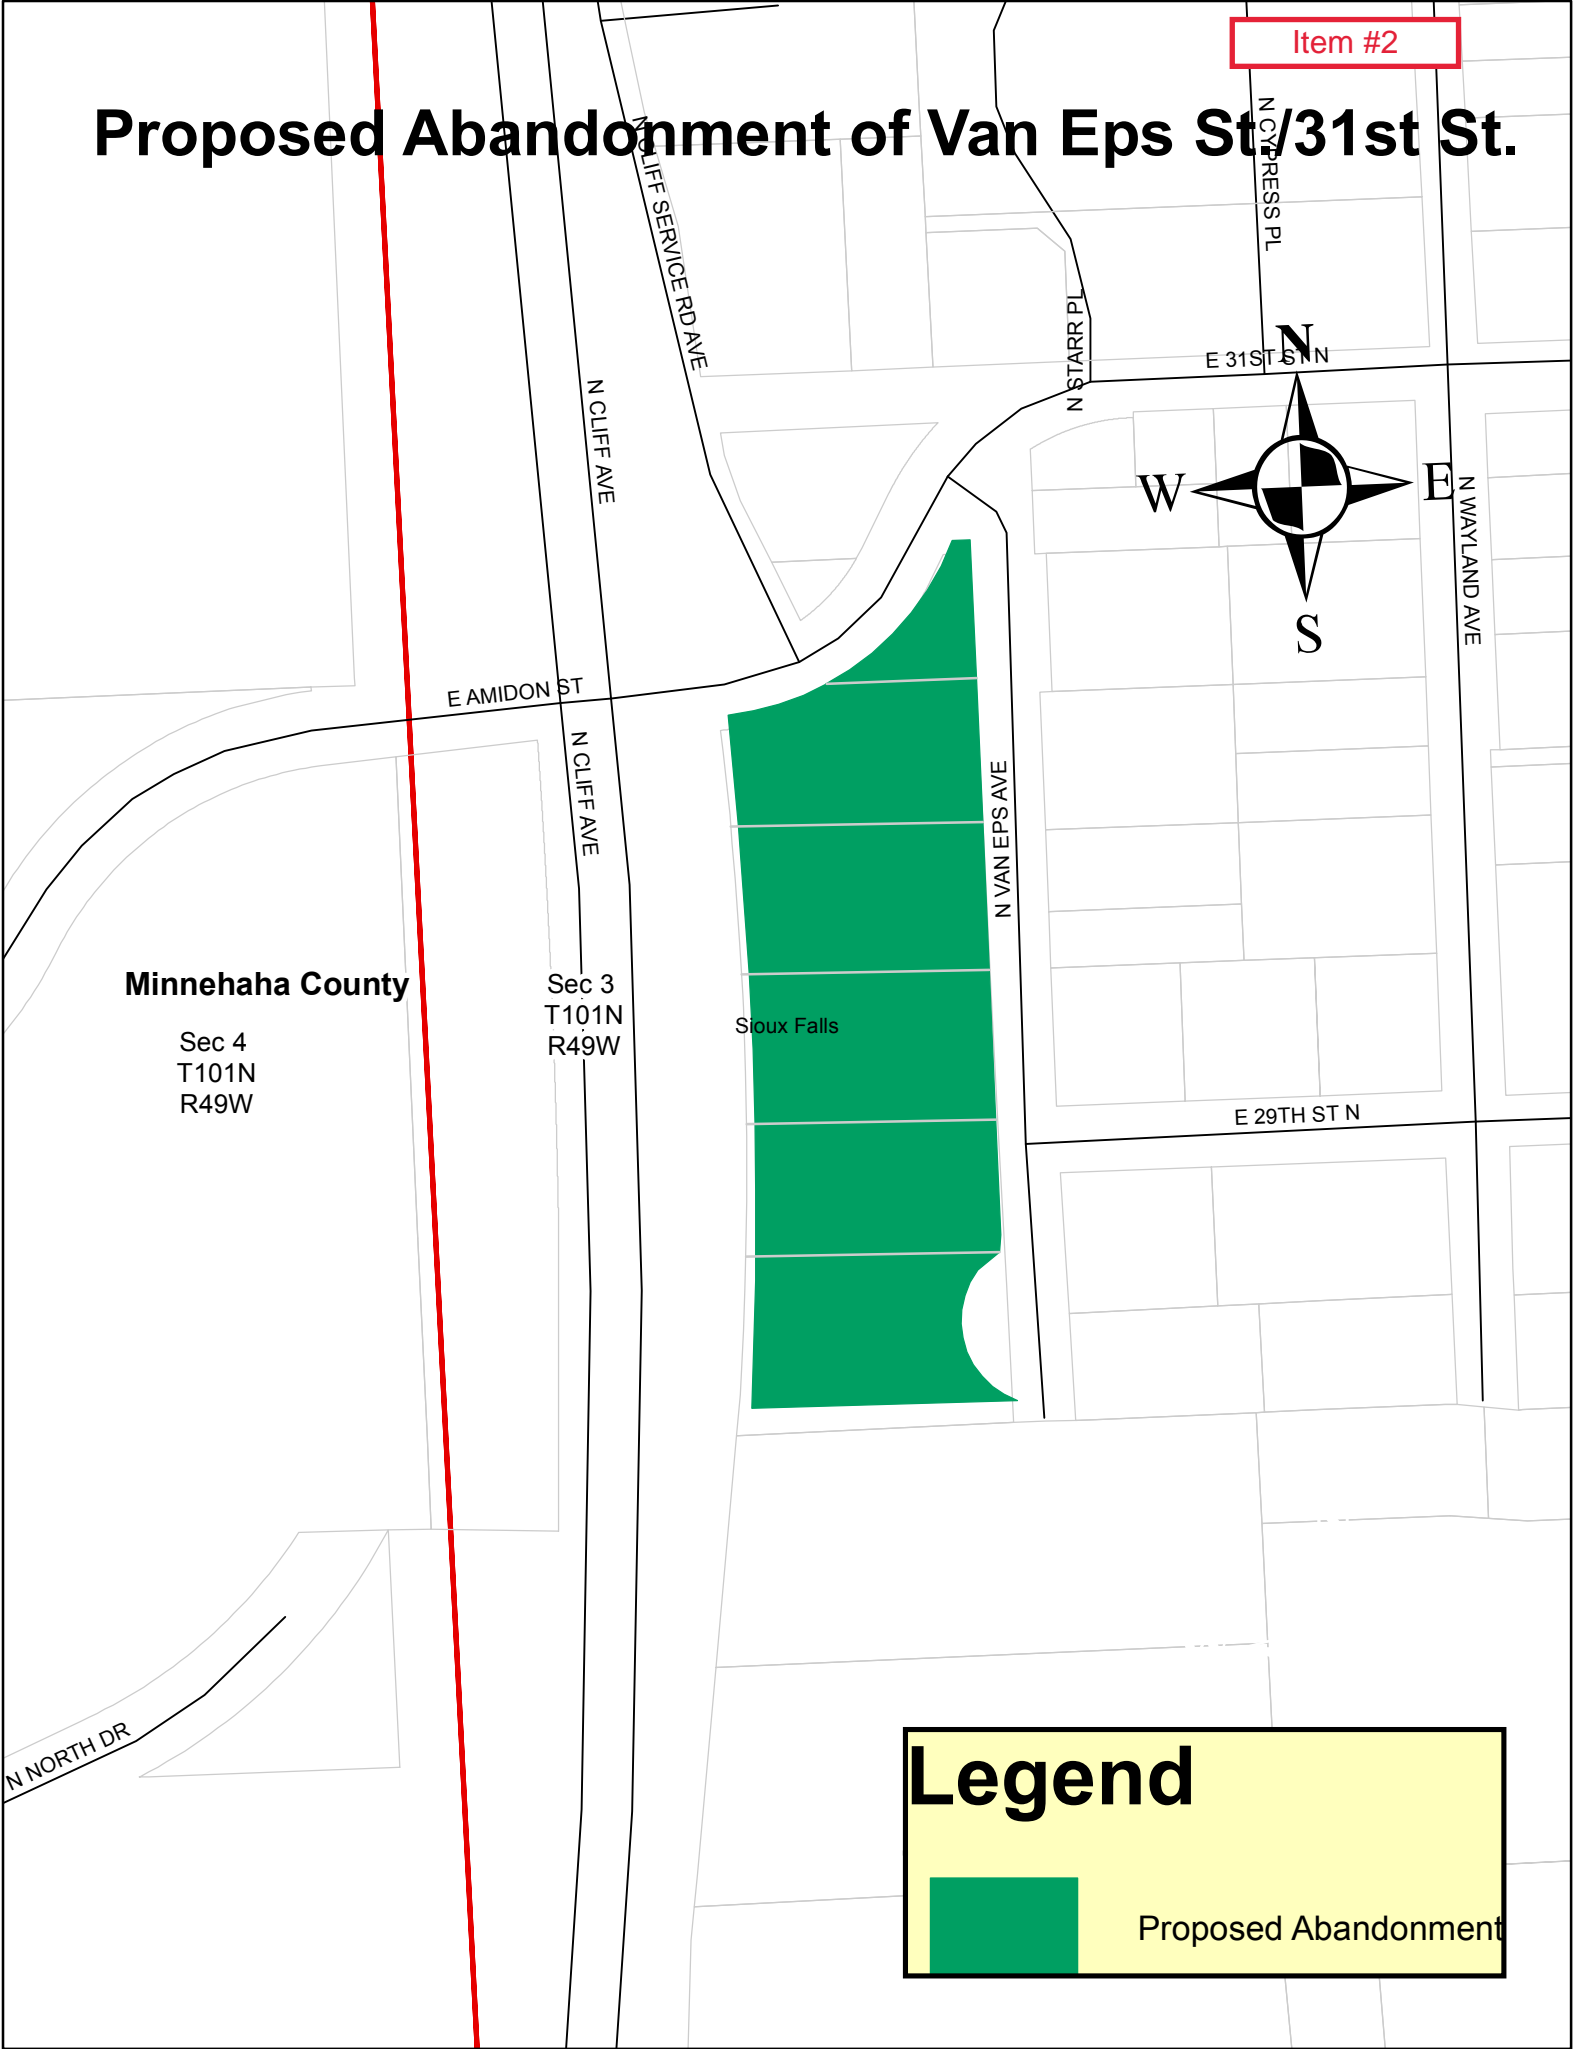 Item #2
Proposed Abandonment of Van Eps St./31st St.
N CYPRESS PL
N CLIFF SERVICE RD AVE
N STARR PL
N
E 31ST ST N
N CLIFF AVE
W
E
N WAYLAND AVE
S
E AMIDON ST
N CLIFF AVE
N VAN EPS AVE
Minnehaha County
Sec 4
T101N
R49W
Sec 3
T101N
R49W
Sioux Falls
E 29TH ST N
N NORTH DR
Legend
Proposed Abandonment